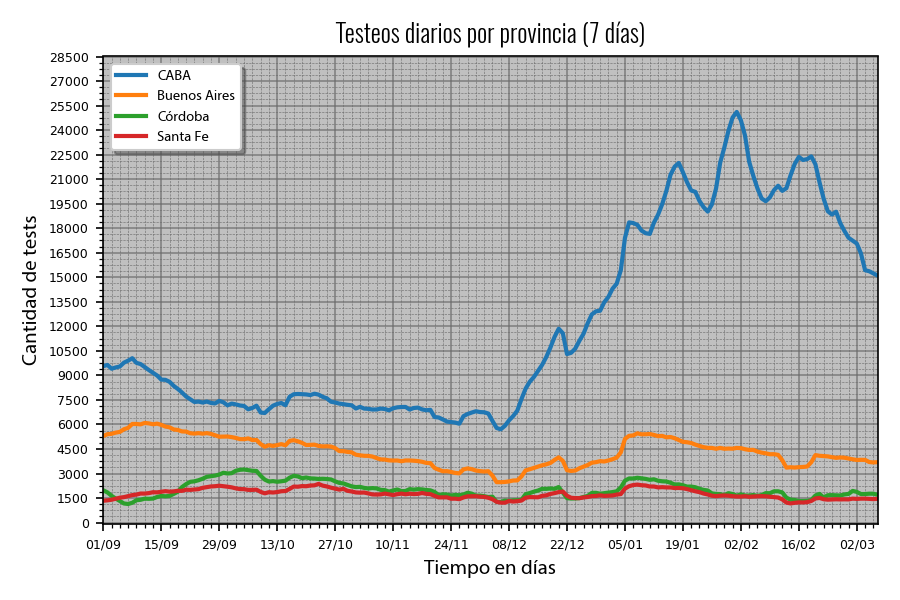 Testeos diarios por provincia (7 días)
CABA
Buenos Aires
Córdoba
Santa Fe
Cantidad de tests
28500
27000
25500
24000
22500
21000
19500
18000
16500
15000
13500
12000
10500
9000
7500
6000
4500
3000
1500
0
01/09 15/09 29/09 13/10 27/10 10/11 24/11 08/12 22/12 05/01 19/01 02/02 16/02 02/03
Tiempo en días